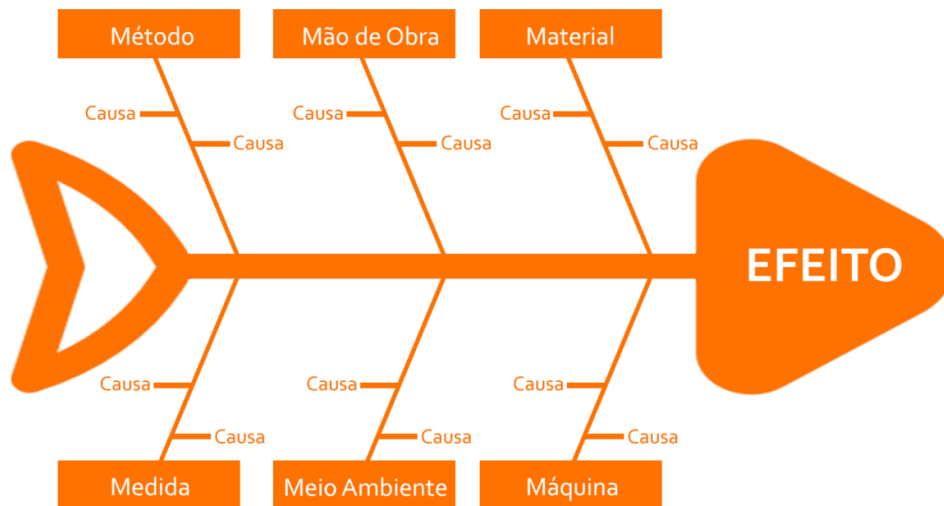 Método
Mão de Obra
Material
Causa
Causa
Causa
Causa
Causa
Causa
EFEITO
Causa
Causa
Causa
Causa
Causa
Causa
Medida
Meio Ambiente
Máquina